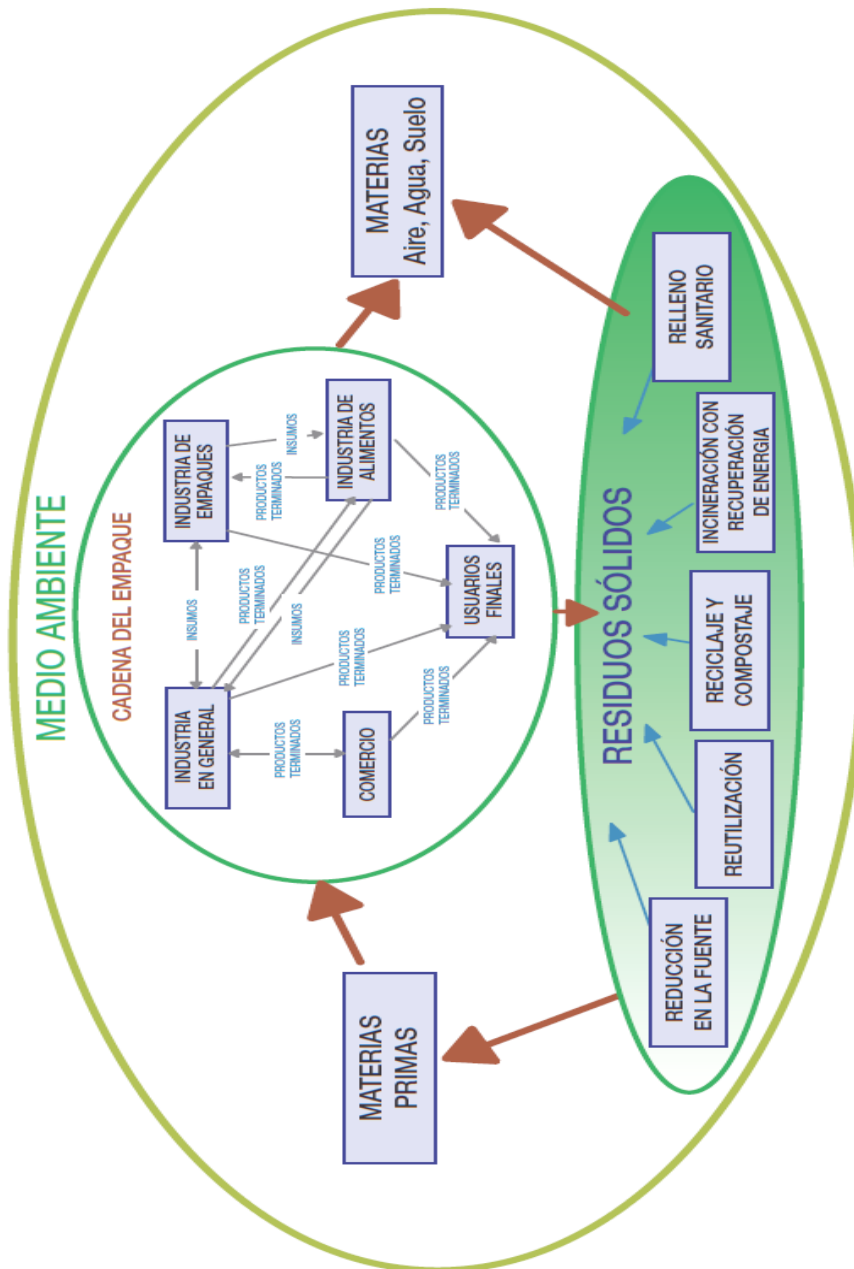 MEDIO AMBIENTE
CADENA DEL EMPAQUE
INDUSTRIA
EN GENERAL
INSUMOS
INDUSTRIA DE
EMPAQUES
PRODUCTOS
TERMINADOS
PRODUCTOS
TERMINADOS
INSUMOS
PRODUCTOS
TERMINADOS
INSUMOS
COMERCIO
PRODUCTOS
TERMINADOS
PRODUCTOS
TERMINADOS
INDUSTRIA DE
ALIMENTOS
PRODUCTOS
TERMINADOS
PRODUCTOS
TERMINADOS
USUARIOS
FINALES
MATERIAS
PRIMAS
MATERIAS
Aire, Agua, Suelo
RESIDUOS SÓLIDOS
REDUCCIÓN
EN LA FUENTE
REUTILIZACIÓN
RECICLAJE Y
COMPOSTAJE
INCINERACIÓN CON
RECUPERACIÓN
DE ENERGIA
RELLENO
SANITARIO